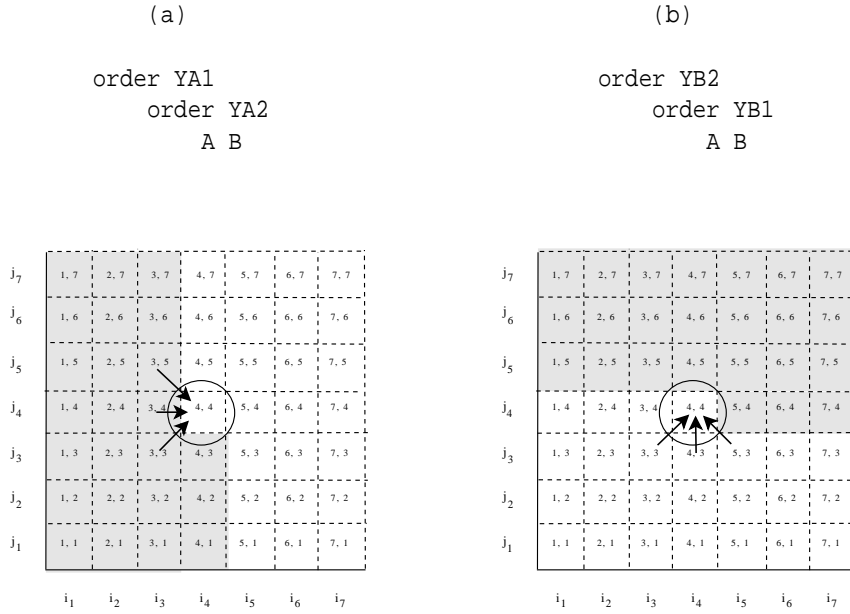 (a)
order YA1
order YA2
A B
j7 1, 7 2, 7 3, 7 4, 7 5, 7 6, 7 7, 7
j6 1, 6 2, 6 3, 6 4, 6 5, 6 6, 6 7, 6
j5 1, 5 2, 5 3, 5 4, 5 5, 5 6, 5 7, 5
j4 1, 4 2, 4 3, 4 4, 4 5, 4 6, 4 7, 4
j3 1, 3 2, 3 3, 3 4, 3 5, 3 6, 3 7, 3
j2 1, 2 2, 2 3, 2 4, 2 5, 2 6, 2 7, 2
j1 1, 1 2, 1 3, 1 4, 1 5, 1 6, 1 7, 1
i1 i2 i3 i4 i5 i6 i7
(b)
order YB2
order YB1
A B
j7 1, 7 2, 7 3, 7 4, 7 5, 7 6, 7 7, 7
j6 1, 6 2, 6 3, 6 4, 6 5, 6 6, 6 7, 6
j5 1, 5 2, 5 3, 5 4, 5 5, 5 6, 5 7, 5
j4 1, 4 2, 4 3, 4 4, 4 5, 4 6, 4 7, 4
j3 1, 3 2, 3 3, 3 4, 3 5, 3 6, 3 7, 3
j2 1, 2 2, 2 3, 2 4, 2 5, 2 6, 2 7, 2
j1 1, 1 2, 1 3, 1 4, 1 5, 1 6, 1 7, 1
i1 i2 i3 i4 i5 i6 i7